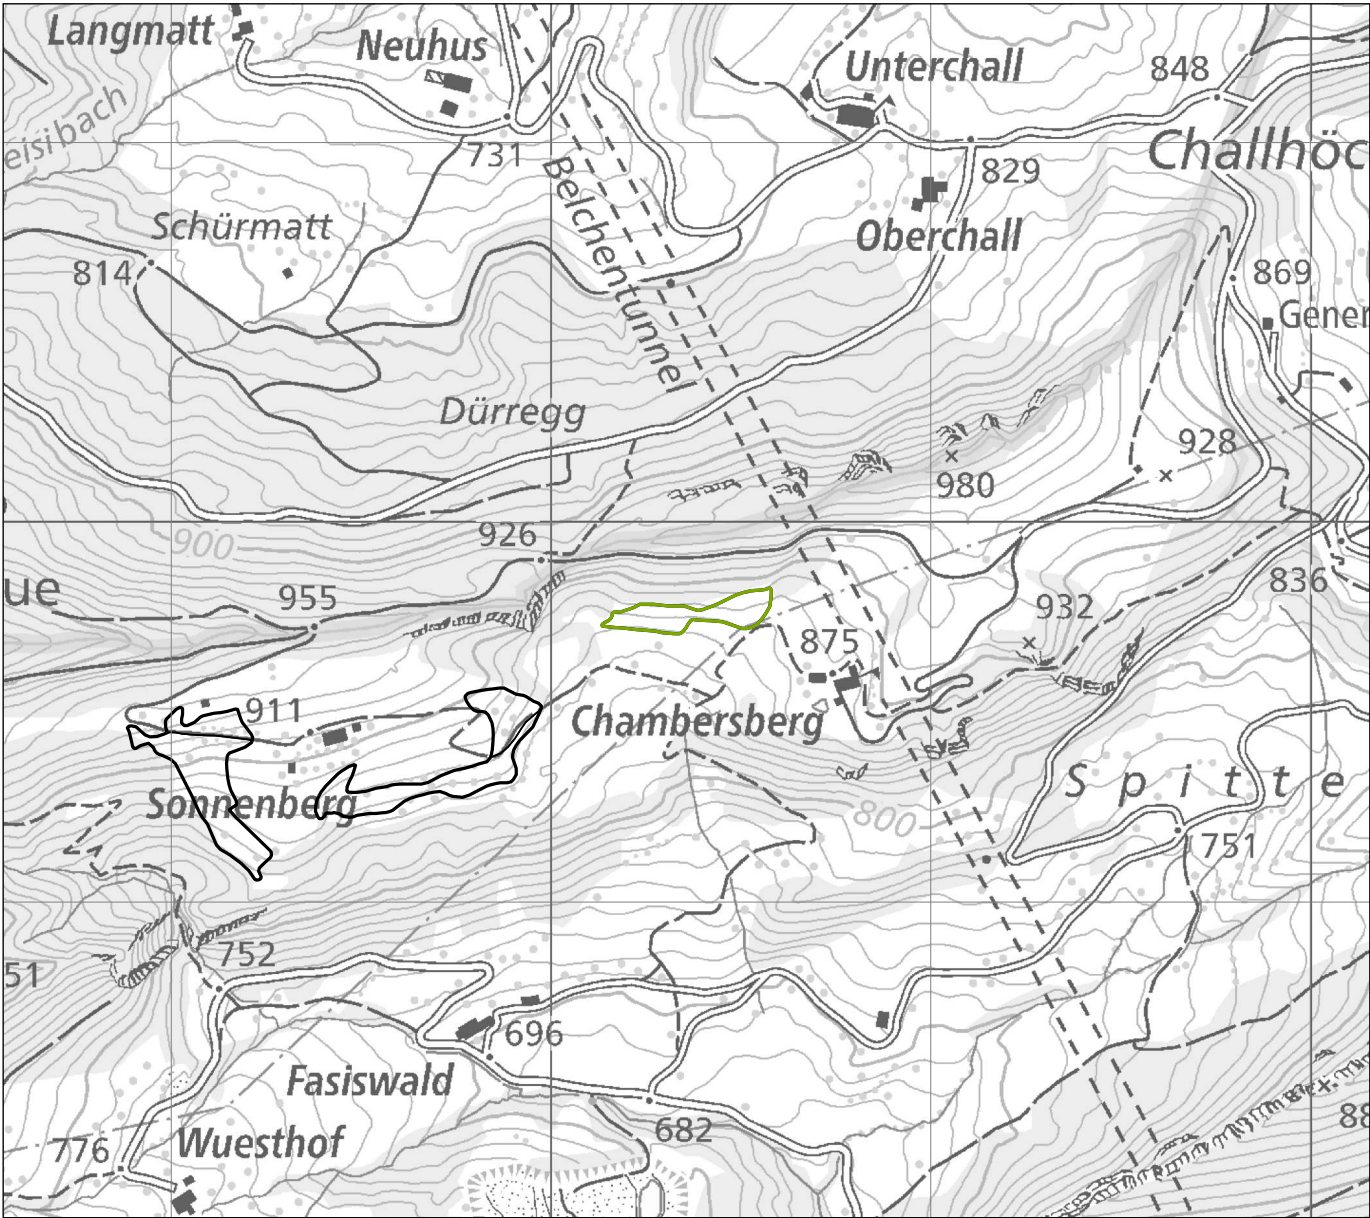 Langmatt
Neuhus
Unterchall
848
eisibach
731
Challhöc
829
Belchentunnel
Schürmatt
Oberchall
814
869
Gener
Dürregg
928
980
926
900
ue
955
836
932
875
911
Chambersberg
Sonnenberg
Spitte
800
751
752
51
696
Fasiswald
682
776
Wuesthof
88